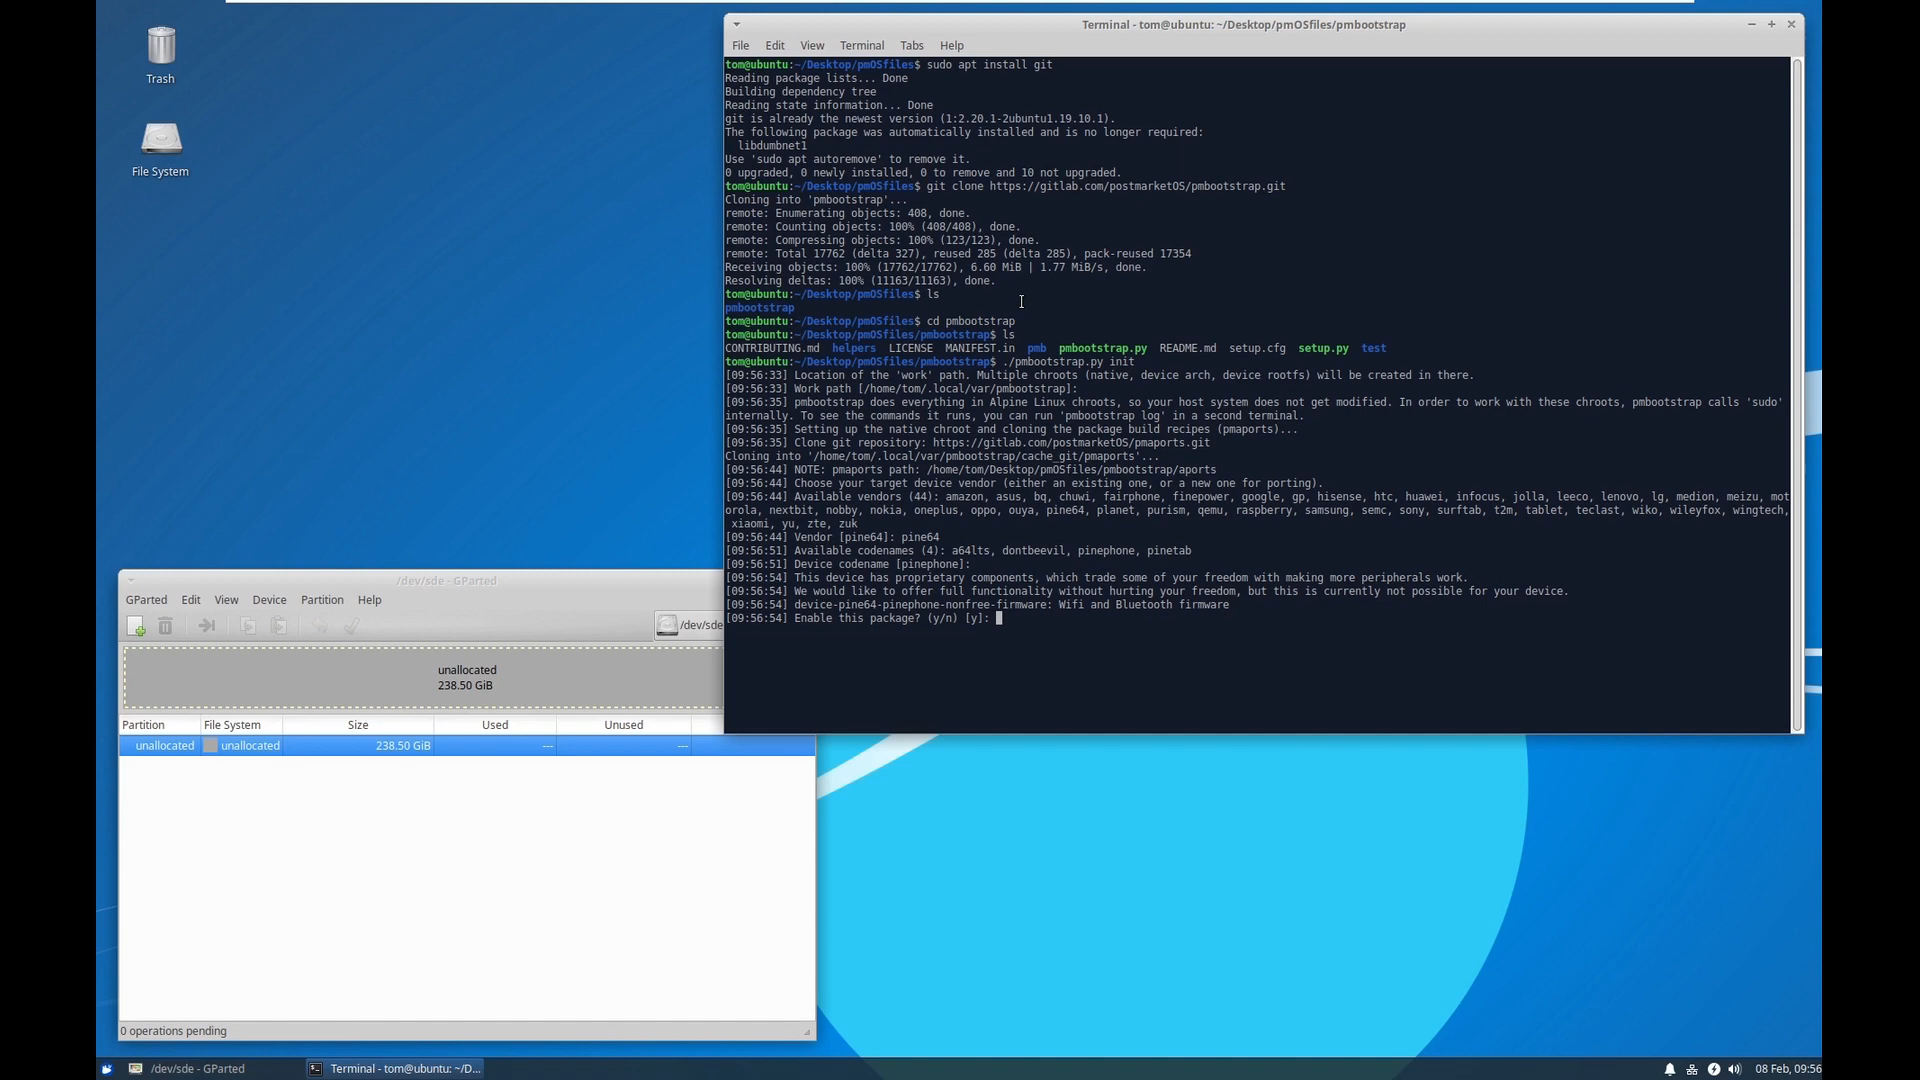 Trash
File System
Terminal - tom@ubuntu: ~/Desktop/pmOSfiles/pmbootstrap
File Edit View Terminal Tabs Help
tom@ubuntu:~/Desktop/pmOSfiles$ sudo apt install git
Reading package lists... Done
Building dependency tree
Reading state information... Done
git is already the newest version (1:2.20.1-2ubuntu1.19.10.1).
The following package was automatically installed and is no longer required:
libdumbnet1
Use 'sudo apt autoremove' to remove it.
0 upgraded, 0 newly installed, 0 to remove and 10 not upgraded.
tom@ubuntu:~/Desktop/pmOSfiles$ git clone https://gitlab.com/postmarketOS/pmbootstrap.git
Cloning into 'pmbootstrap'...
remote: Enumerating objects: 408, done.
remote: Counting objects: 100% (408/408), done.
remote: Compressing objects: 100% (123/123), done.
remote: Total 17762 (delta 327), reused 285 (delta 285), pack-reused 17354
Receiving objects: 100% (17762/17762), 6.60 MiB | 1.77 MiB/s, done.
Resolving deltas: 100% (11163/11163), done.
tom@ubuntu:~/Desktop/pmOSfiles$ ls
pmbootstrap
tom@ubuntu:~/Desktop/pmOSfiles$ cd pmbootstrap
tom@ubuntu:~/Desktop/pmOSfiles/pmbootstrap$ ls
CONTRIBUTING.md helpers LICENSE MANIFEST.in pmb pmbootstrap.py README.md setup.cfg setup.py test
tom@ubuntu:~/Desktop/pmOSfiles/pmbootstrap$ ./pmbootstrap.py init
[09:56:33] Location of the 'work' path. Multiple chroots (native, device arch, device rootfs) will be created in there.
[09:56:33] Work path [/home/tom/.local/var/pmbootstrap]:
[09:56:35] pmbootstrap does everything in Alpine Linux chroots, so your host system does not get modified. In order to work with these chroots, pmbootstrap calls 'sudo'
internally. To see the commands it runs, you can run 'pmbootstrap log' in a second terminal.
[09:56:35] Setting up the native chroot and cloning the package build recipes (pmaports)...
[09:56:35] Clone git repository: https://gitlab.com/postmarketOS/pmaports.git
Cloning into '/home/tom/.local/var/pmbootstrap/cache_git/pmaports'...
[09:56:44] NOTE: pmaports path: /home/tom/Desktop/pmOSfiles/pmbootstrap/aports
[09:56:44] Choose your target device vendor (either an existing one, or a new one for porting).
[09:56:44] Available vendors (44): amazon, asus, bq, chuwi, fairphone, finepower, google, gp, hisense, htc, huawei, infocus, jolla, leeco, lenovo, lg, medion, meizu, mot
orola, nextbit, nobby, nokia, oneplus, oppo, ouya, pine64, planet, purism, qemu, raspberry, samsung, semc, sony, surftab, t2m, tablet, teclast, wiko, wileyfox, wingtech,
xiaomi, yu, zte, zuk
[09:56:44] Vendor [pine64]: pine64
[09:56:51] Available codenames (4): a64lts, dontbeevil, pinephone, pinetab
[09:56:51] Device codename [pinephone]:
[09:56:54] This device has proprietary components, which trade some of your freedom with making more peripherals work.
[09:56:54] We would like to offer full functionality without hurting your freedom, but this is currently not possible for your device.
[09:56:54] device-pine64-pinephone-nonfree-firmware: Wifi and Bluetooth firmware
[09:56:54] Enable this package? (y/n) [y]:
/dev/sde - GParted
GParted Edit View Device Partition Help
/dev/sde
unallocated
238.50 GiB
Partition File System Size Used Unused
unallocated unallocated 238.50 GiB --- ---
0 operations pending
/dev/sde - GParted
Terminal - tom@ubuntu: ~/D...
08 Feb, 09:56